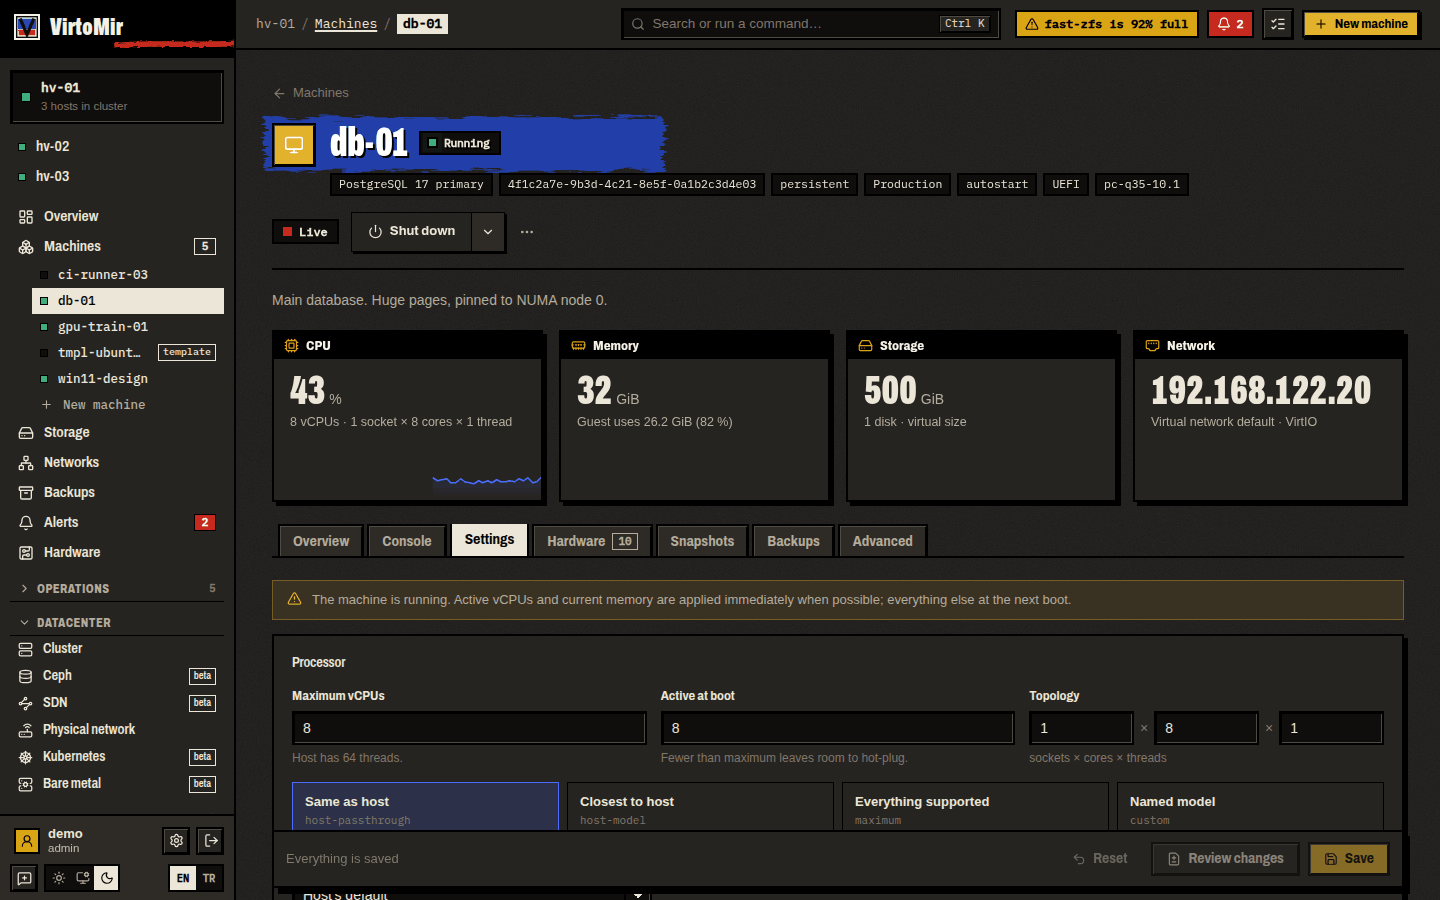 VirtoMir
hv-01 / Machines / db-01
Search or run a command… Ctrl K
fast-zfs is 92% full
2
New machine
hv-01
3 hosts in cluster
hv-02
hv-03
Overview
Machines 5
ci-runner-03
db-01
gpu-train-01
tmpl-ubunt… template
win11-design
New machine
Storage
Networks
Backups
Alerts 2
Hardware
OPERATIONS 5
DATACENTER
Cluster
Ceph beta
SDN beta
Physical network
Kubernetes beta
Bare metal beta
demo
admin
EN TR
Machines
db-01 Running
PostgreSQL 17 primary 4f1c2a7e-9b3d-4c21-8e5f-0a1b2c3d4e03 persistent Production autostart UEFI pc-q35-10.1
Live Shut down
Main database. Huge pages, pinned to NUMA node 0.
CPU
43 %
8 vCPUs · 1 socket × 8 cores × 1 thread
Memory
32 GiB
Guest uses 26.2 GiB (82 %)
Storage
500 GiB
1 disk · virtual size
Network
192.168.122.20
Virtual network default · VirtIO
Overview Console Settings Hardware 10 Snapshots Backups Advanced
The machine is running. Active vCPUs and current memory are applied immediately when possible; everything else at the next boot.
Processor
Maximum vCPUs
8
Host has 64 threads.
Active at boot
8
Fewer than maximum leaves room to hot-plug.
Topology
1 × 8 × 1
sockets × cores × threads
Same as host
host-passthrough
Closest to host
host-model
Everything supported
maximum
Named model
custom
Everything is saved Reset Review changes Save
Host's default